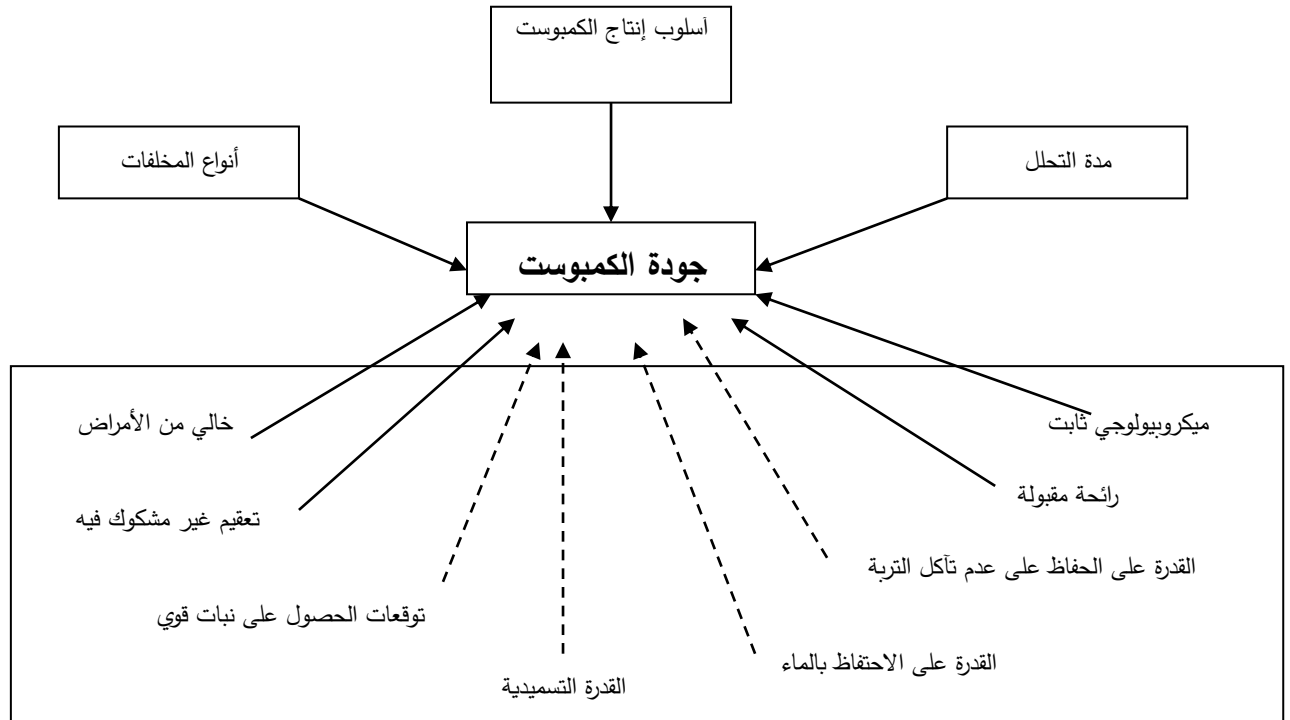 أسلوب إنتاج الكمبوست
مدة التحلل
أنواع المخلفات
جودة الكمبوست
ميكروبيولوجي ثابت
خالي من الأمراض
رائحة مقبولة
تعقيم غير مشكوك فيه
القدرة على الحفاظ على عدم تآكل التربة
توقعات الحصول على نبات قوي
القدرة على الاحتفاظ بالماء
القدرة التسميدية